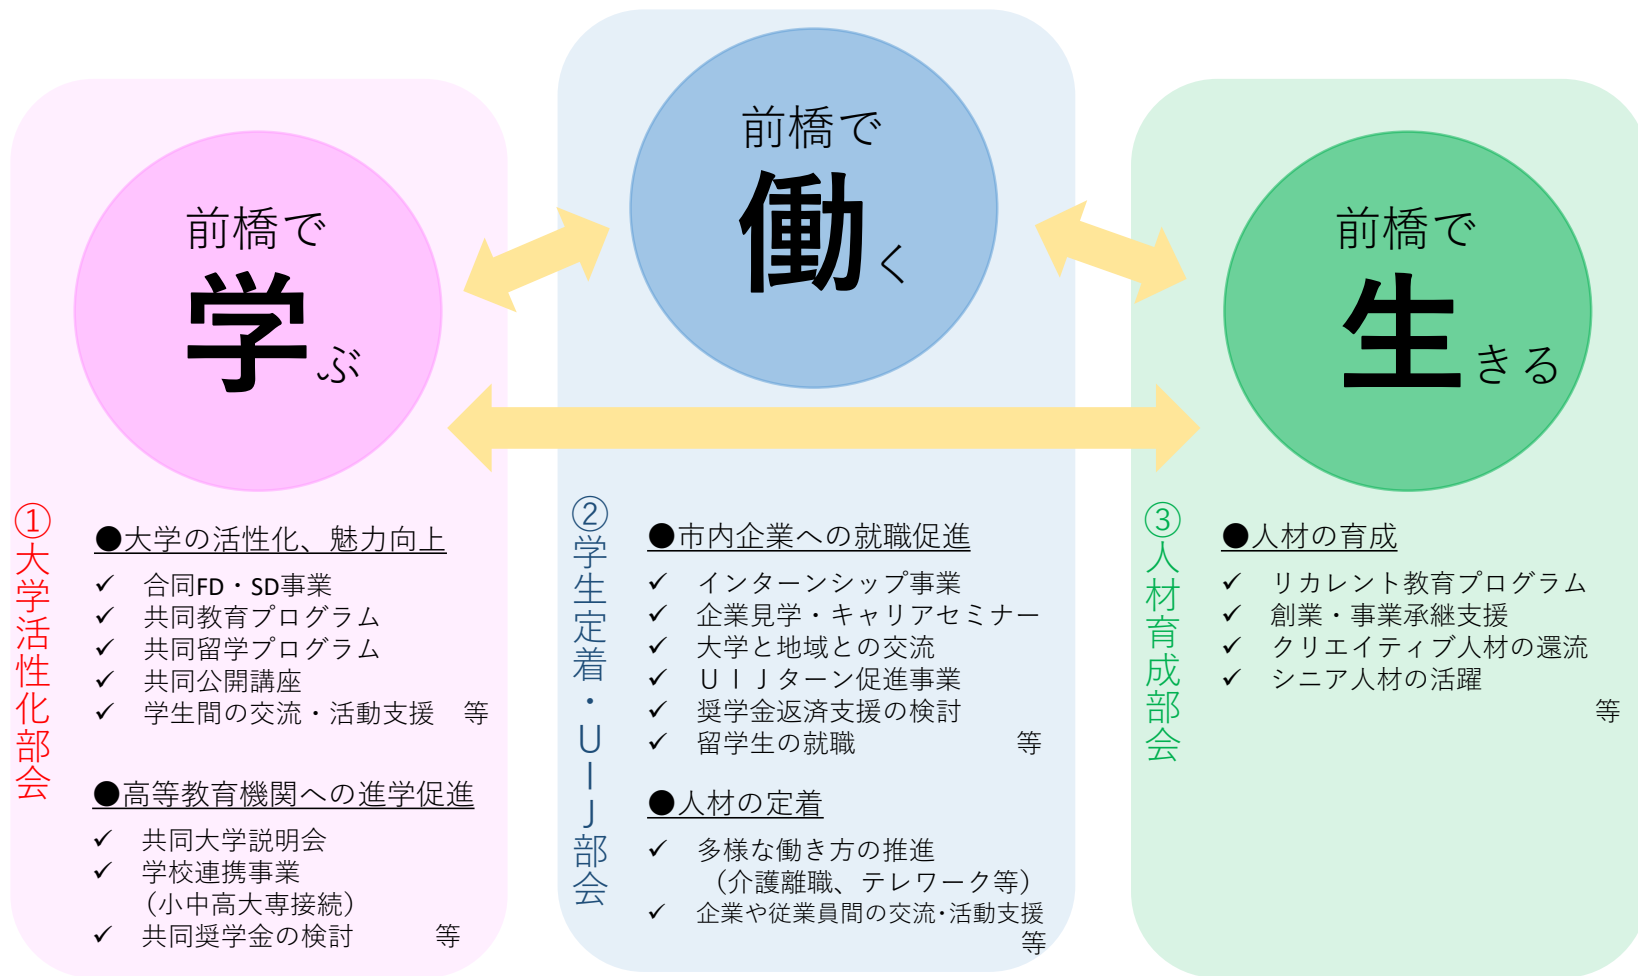 前橋で
学ぶ
①大学活性化部会
●大学の活性化、魅力向上
✓ 合同FD・SD事業
✓ 共同教育プログラム
✓ 共同留学プログラム
✓ 共同公開講座
✓ 学生間の交流・活動支援 等
●高等教育機関への進学促進
✓ 共同大学説明会
✓ 学校連携事業
（小中高大専接続）
✓ 共同奨学金の検討 等
前橋で
働く
②学生定着・UIJ部会
●市内企業への就職促進
✓ インターンシップ事業
✓ 企業見学・キャリアセミナー
✓ 大学と地域との交流
✓ ＵＩＪターン促進事業
✓ 奨学金返済支援の検討
✓ 留学生の就職 等
●人材の定着
✓ 多様な働き方の推進
（介護離職、テレワーク等）
✓ 企業や従業員間の交流・活動支援
等
前橋で
生きる
③人材育成部会
●人材の育成
✓ リカレント教育プログラム
✓ 創業・事業承継支援
✓ クリエイティブ人材の還流
✓ シニア人材の活躍
等